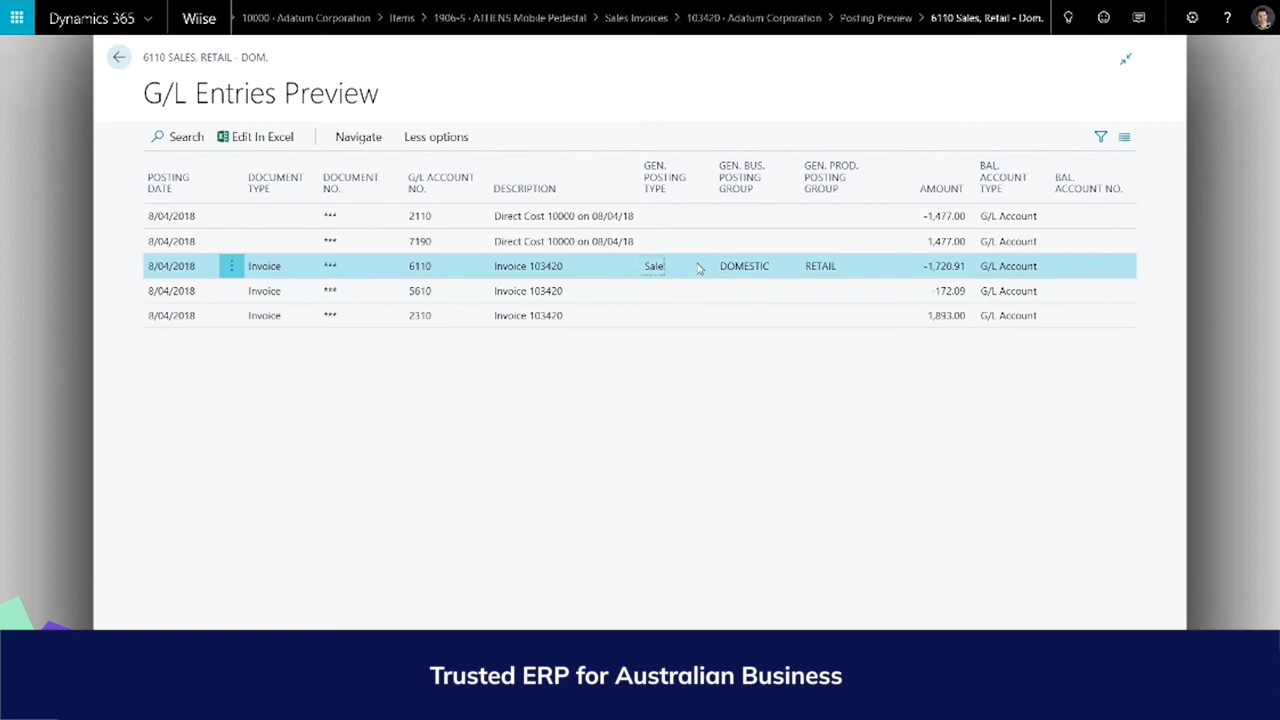 Dynamics 365 Wiise 10000 · Adatum Corporation Items 1906-S · ATHENS Mobile Pedestal Sales Invoices 103420 · Adatum Corporation Posting Preview 6110 Sales, Retail - Dom. ?
6110 SALES, RETAIL - DOM.
G/L Entries Preview
Search Edit In Excel Navigate Less options
POSTING DATE DOCUMENT TYPE DOCUMENT NO. G/L ACCOUNT NO. DESCRIPTION GEN. POSTING TYPE GEN. BUS. POSTING GROUP GEN. PROD. POSTING GROUP AMOUNT BAL. ACCOUNT TYPE BAL. ACCOUNT NO.
8/04/2018 *** 2110 Direct Cost 10000 on 08/04/18 -1,477.00 G/L Account
8/04/2018 *** 7190 Direct Cost 10000 on 08/04/18 1,477.00 G/L Account
8/04/2018 Invoice *** 6110 Invoice 103420 Sale DOMESTIC RETAIL -1,720.91 G/L Account
8/04/2018 Invoice *** 5610 Invoice 103420 -172.09 G/L Account
8/04/2018 Invoice *** 2310 Invoice 103420 1,893.00 G/L Account
Trusted ERP for Australian Business